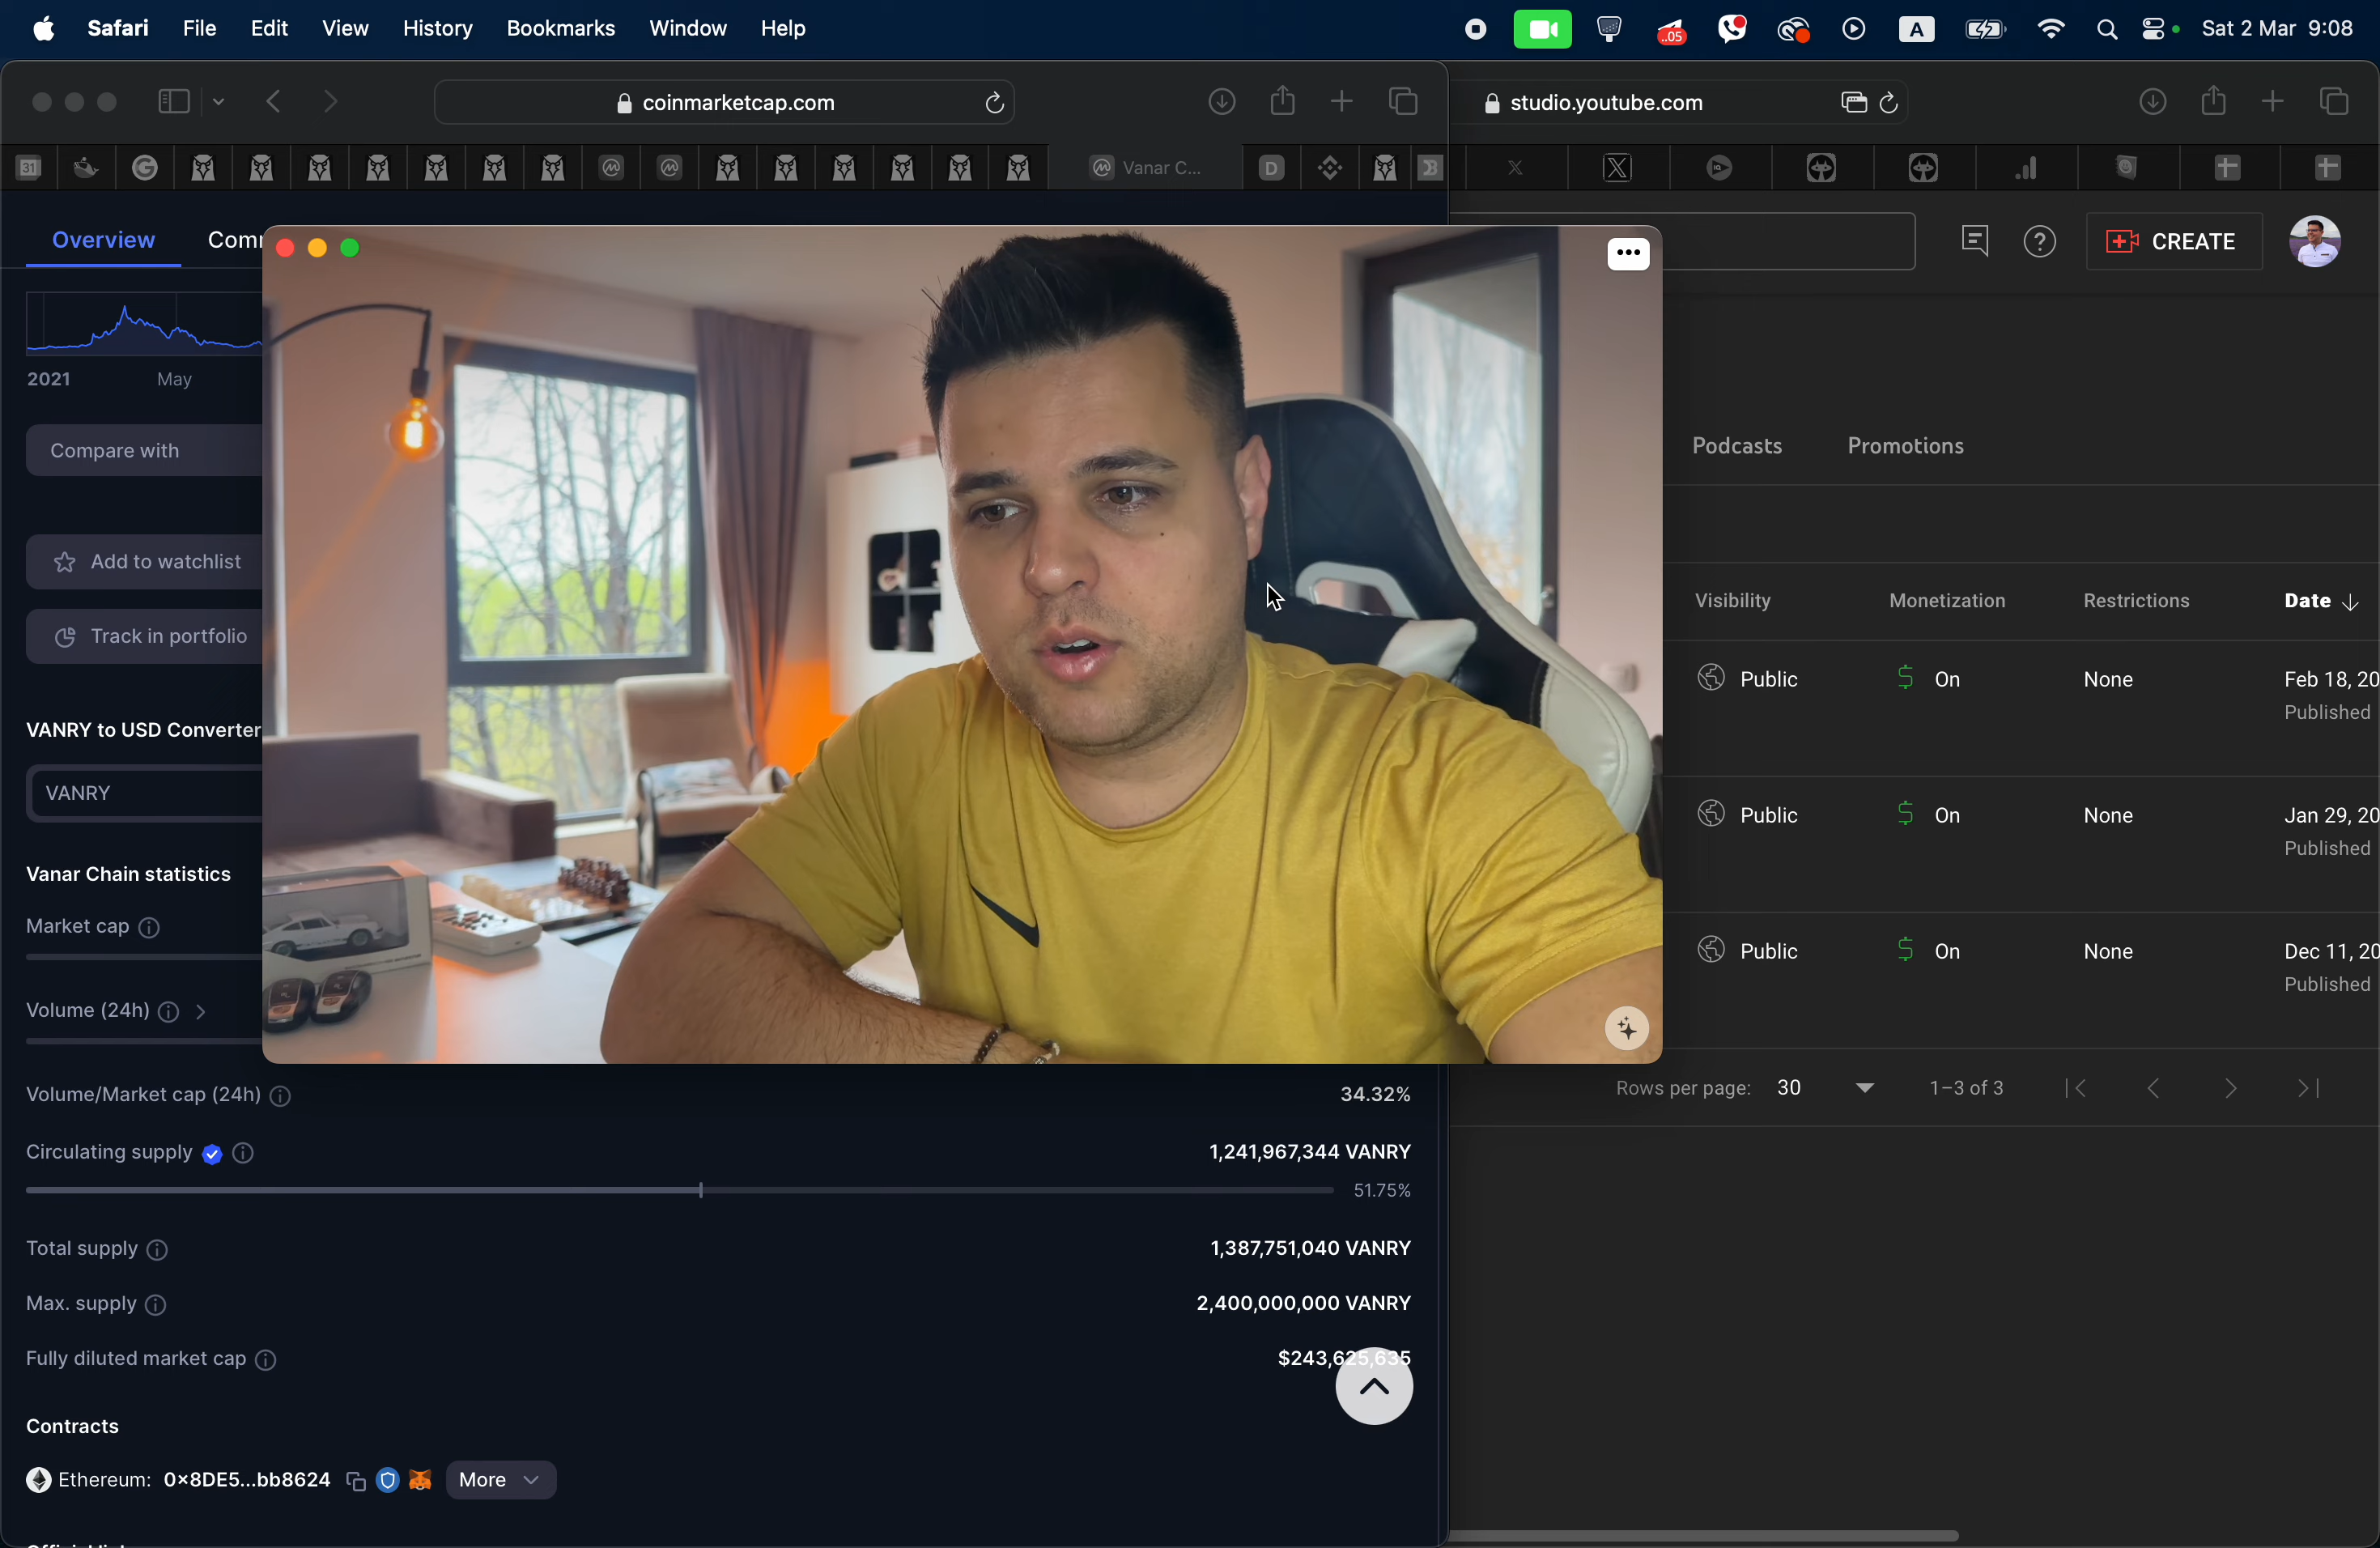 Safari File Edit View History Bookmarks Window Help
..05
A
Sat 2 Mar 9:08
coinmarketcap.com
studio.youtube.com
31
Vanar C...
D
Overview
CREATE
2021 May
Compare with
Podcasts Promotions
Add to watchlist
Visibility Monetization Restrictions Date
Track in portfolio
Public On None Feb 18, 20
Published
VANRY to USD Converter
VANRY
Public On None Jan 29, 20
Published
Vanar Chain statistics
Market cap
Public On None Dec 11, 20
Published
Volume (24h)
Rows per page: 30 1–3 of 3
Volume/Market cap (24h) 34.32%
Circulating supply 1,241,967,344 VANRY
51.75%
Total supply 1,387,751,040 VANRY
Max. supply 2,400,000,000 VANRY
Fully diluted market cap $243,625,635
Contracts
Ethereum: 0x8DE5...bb8624 More